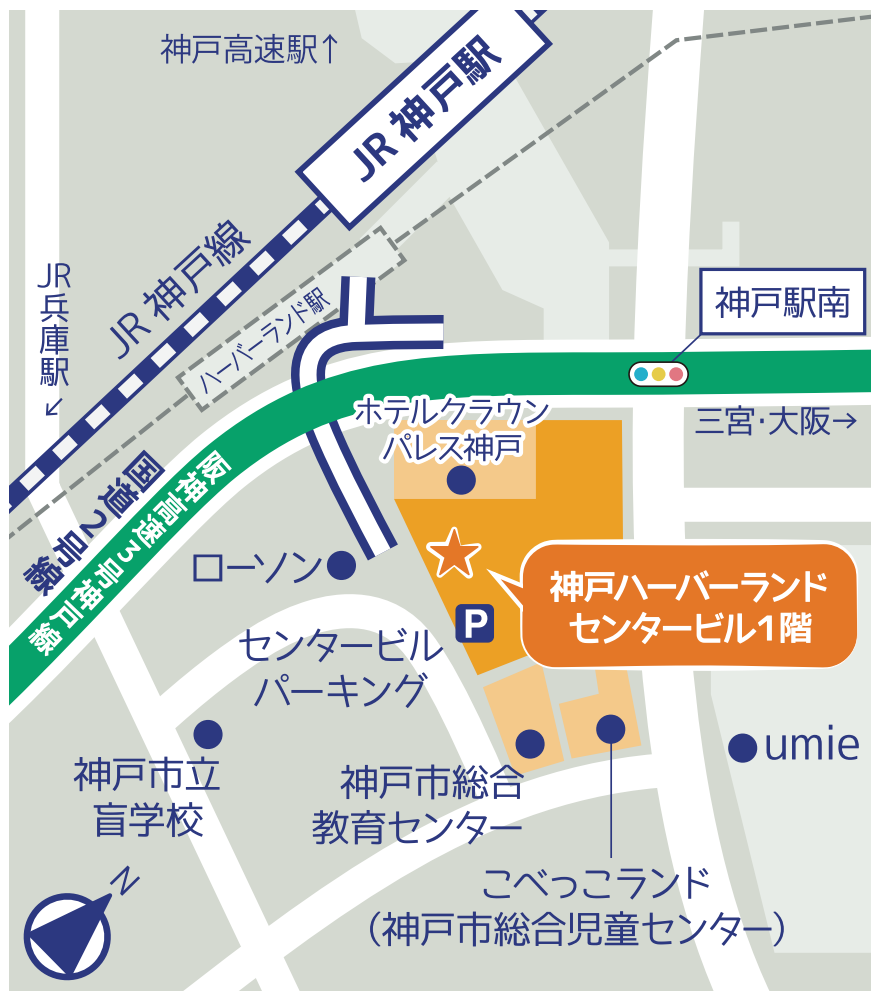 神戸高速駅↑
JR 神戸駅
JR 神戸線
JR
兵
庫
駅
↙
ハーバーランド駅
神戸駅南
三宮・大阪→
ホテルクラウン
パレス神戸
国道2号線
阪神高速3号神戸線
ローソン
神戸ハーバーランド
センタービル1階
P
センタービル
パーキング
umie
神戸市立
盲学校
神戸市総合
教育センター
こべっこランド
（神戸市総合児童センター）
N